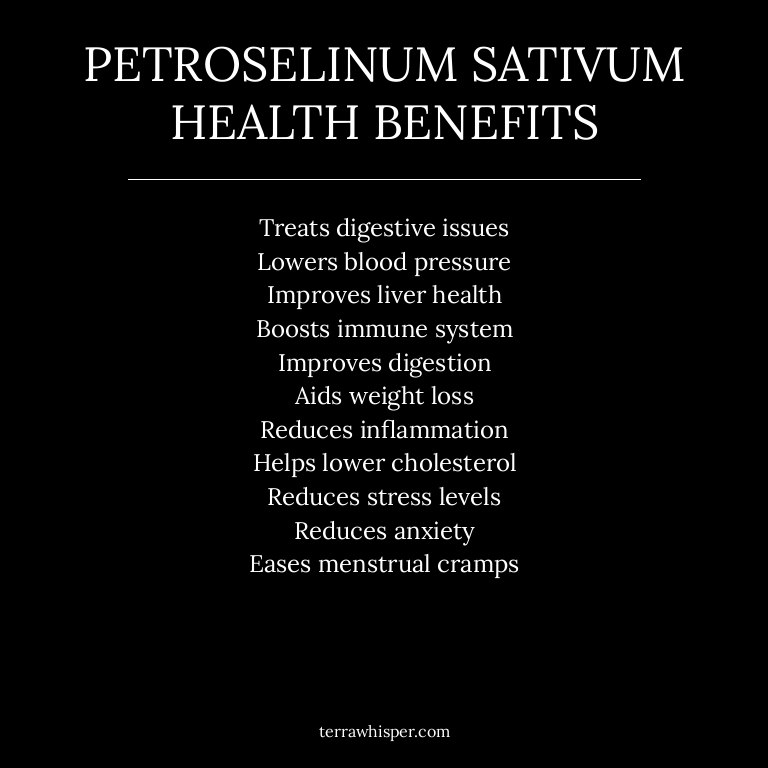 PETROSELINUM SATIVUM
HEALTH BENEFITS
Treats digestive issues
Lowers blood pressure
Improves liver health
Boosts immune system
Improves digestion
Aids weight loss
Reduces inflammation
Helps lower cholesterol
Reduces stress levels
Reduces anxiety
Eases menstrual cramps
terrawhisper.com